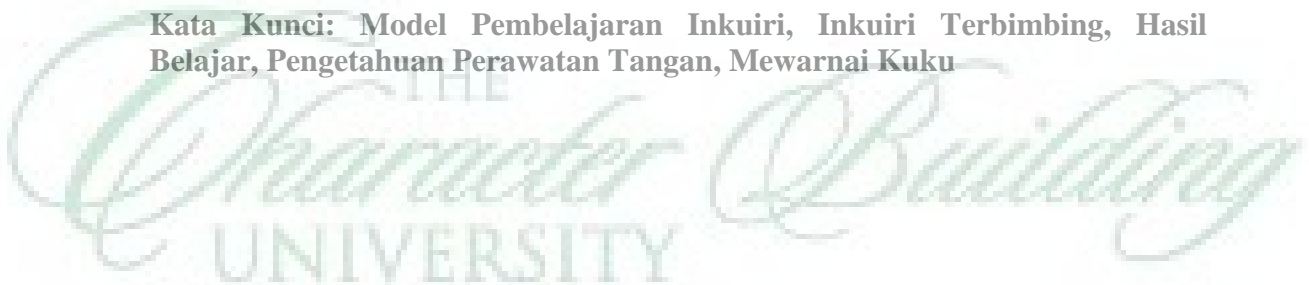 Kata Kunci: Model Pembelajaran Inkuiri, Inkuiri Terbimbing, Hasil
Belajar, Pengetahuan Perawatan Tangan, Mewarnai Kuku
THE
Character Building
UNIVERSITY